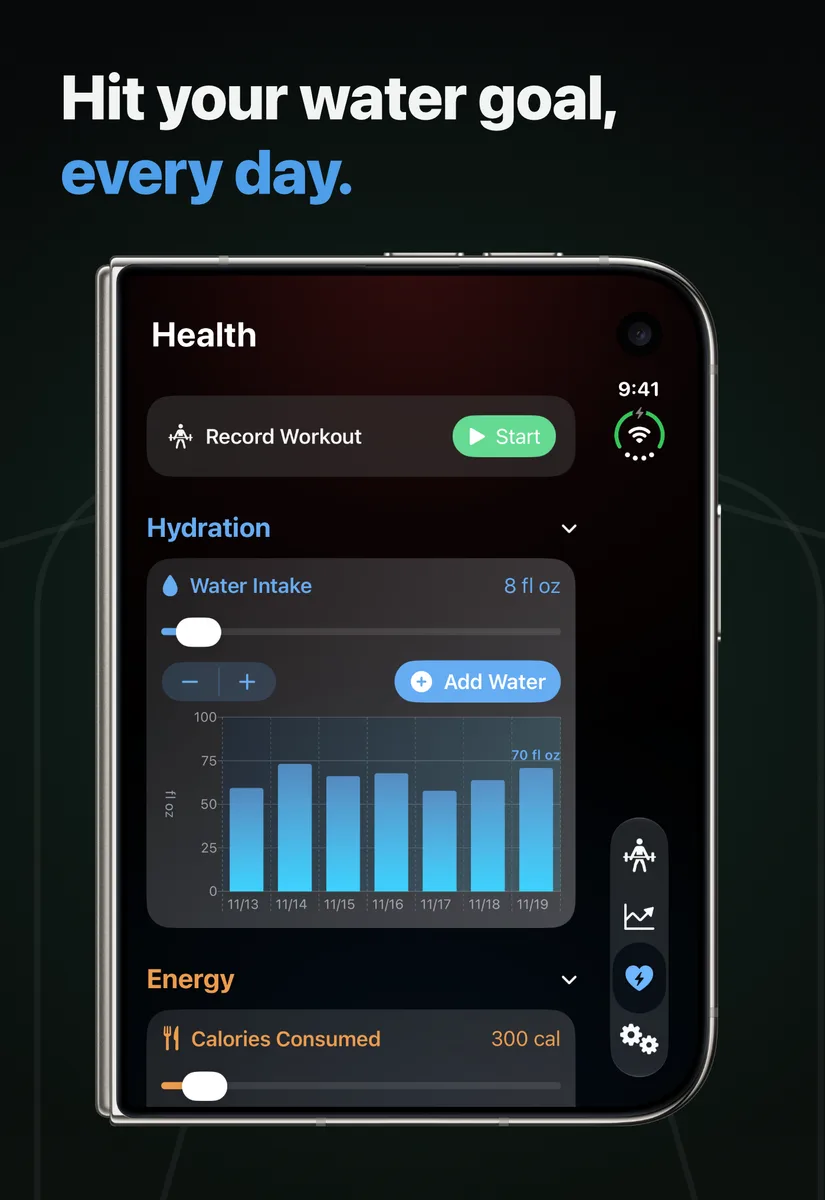 Hit your water goal,
every day.
Health
9:41
Record Workout
Start
Hydration
Water Intake
8 fl oz
Add Water
100
75
50
25
0
fl oz
70 fl oz
11/13
11/14
11/15
11/16
11/17
11/18
11/19
Energy
Calories Consumed
300 cal